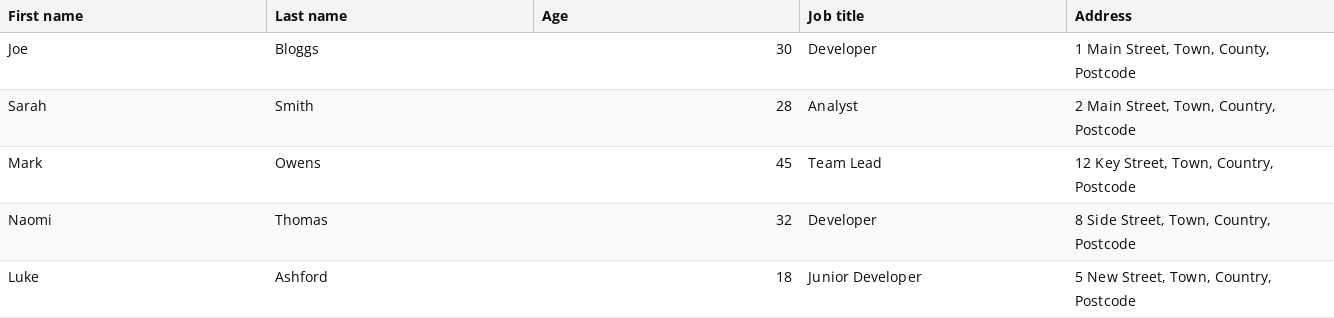 First name Last name Age Job title Address
Joe Bloggs 30 Developer 1 Main Street, Town, County,
Postcode
Sarah Smith 28 Analyst 2 Main Street, Town, Country,
Postcode
Mark Owens 45 Team Lead 12 Key Street, Town, Country,
Postcode
Naomi Thomas 32 Developer 8 Side Street, Town, Country,
Postcode
Luke Ashford 18 Junior Developer 5 New Street, Town, Country,
Postcode